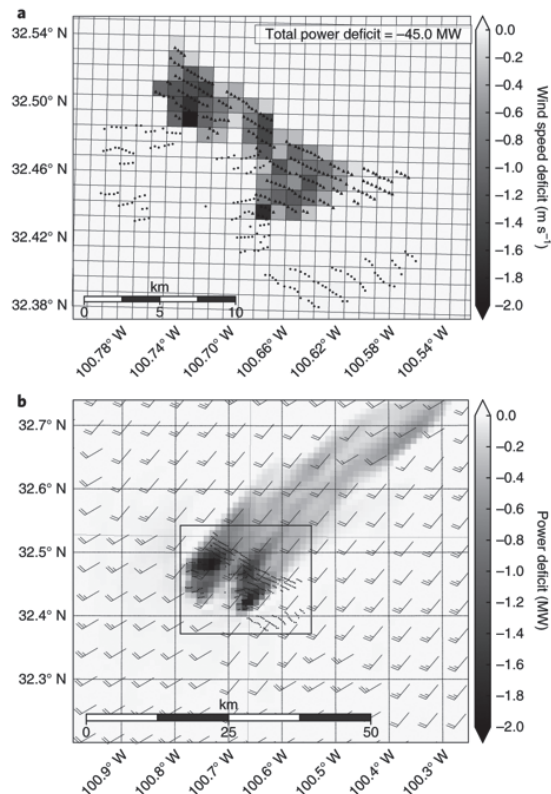 a
Total power deficit = −45.0 MW
32.54° N
32.50° N
32.46° N
32.42° N
32.38° N
km
0 5 10
100.78° W
100.74° W
100.70° W
100.66° W
100.62° W
100.58° W
100.54° W
0.0
−0.2
−0.4
−0.6
−0.8
−1.0
−1.2
−1.4
−1.6
−1.8
−2.0
Wind speed deficit (m s⁻¹)
b
32.7° N
32.6° N
32.5° N
32.4° N
32.3° N
km
0 25 50
100.9° W
100.8° W
100.7° W
100.6° W
100.5° W
100.4° W
100.3° W
0.0
−0.2
−0.4
−0.6
−0.8
−1.0
−1.2
−1.4
−1.6
−1.8
−2.0
Power deficit (MW)